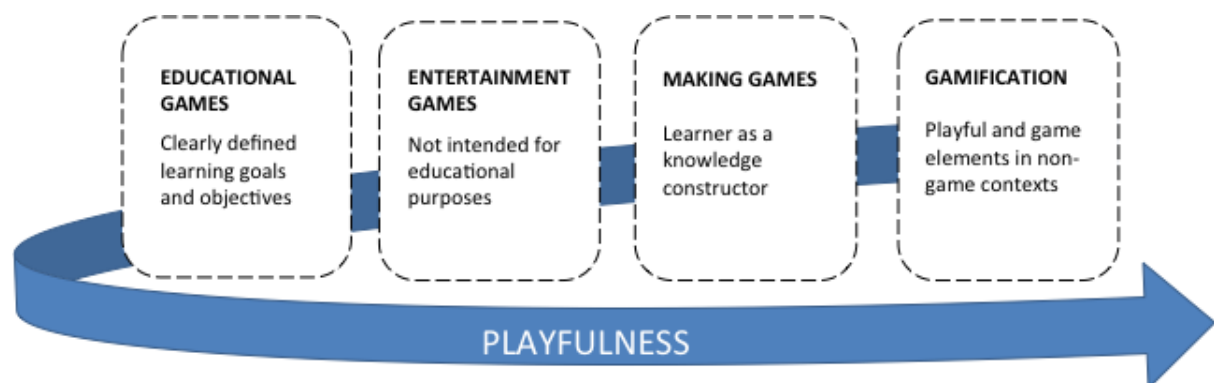 EDUCATIONAL
GAMES
Clearly defined
learning goals
and objectives
ENTERTAINMENT
GAMES
Not intended for
educational
purposes
MAKING GAMES
Learner as a
knowledge
constructor
GAMIFICATION
Playful and game
elements in non-
game contexts
PLAYFULNESS